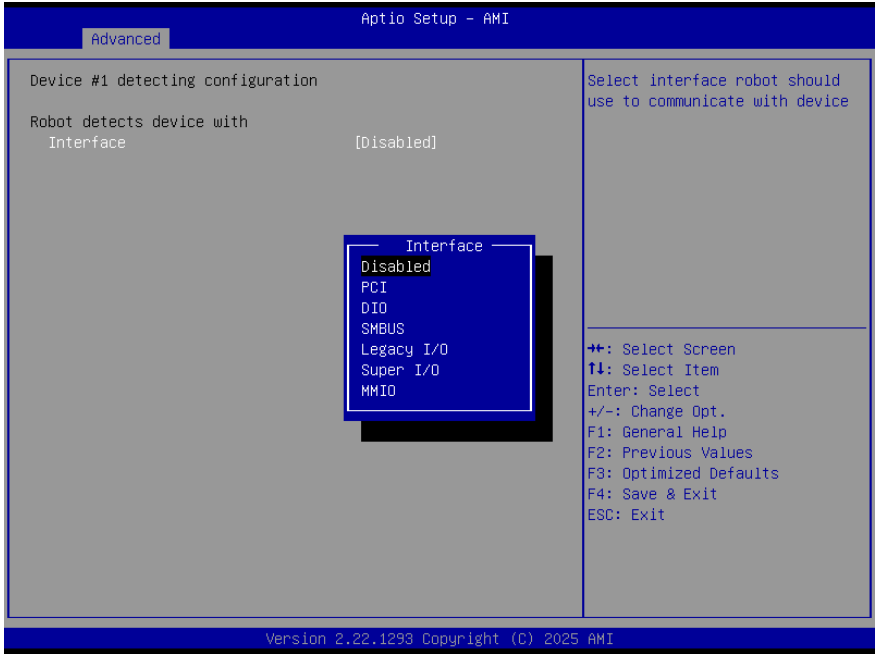 Aptio Setup – AMI
Advanced
Device #1 detecting configuration
Robot detects device with
Interface [Disabled]
Select interface robot should
use to communicate with device
Interface
Disabled
PCI
DIO
SMBUS
Legacy I/O
Super I/O
MMIO
→←: Select Screen
↑↓: Select Item
Enter: Select
+/-: Change Opt.
F1: General Help
F2: Previous Values
F3: Optimized Defaults
F4: Save & Exit
ESC: Exit
Version 2.22.1293 Copyright (C) 2025 AMI